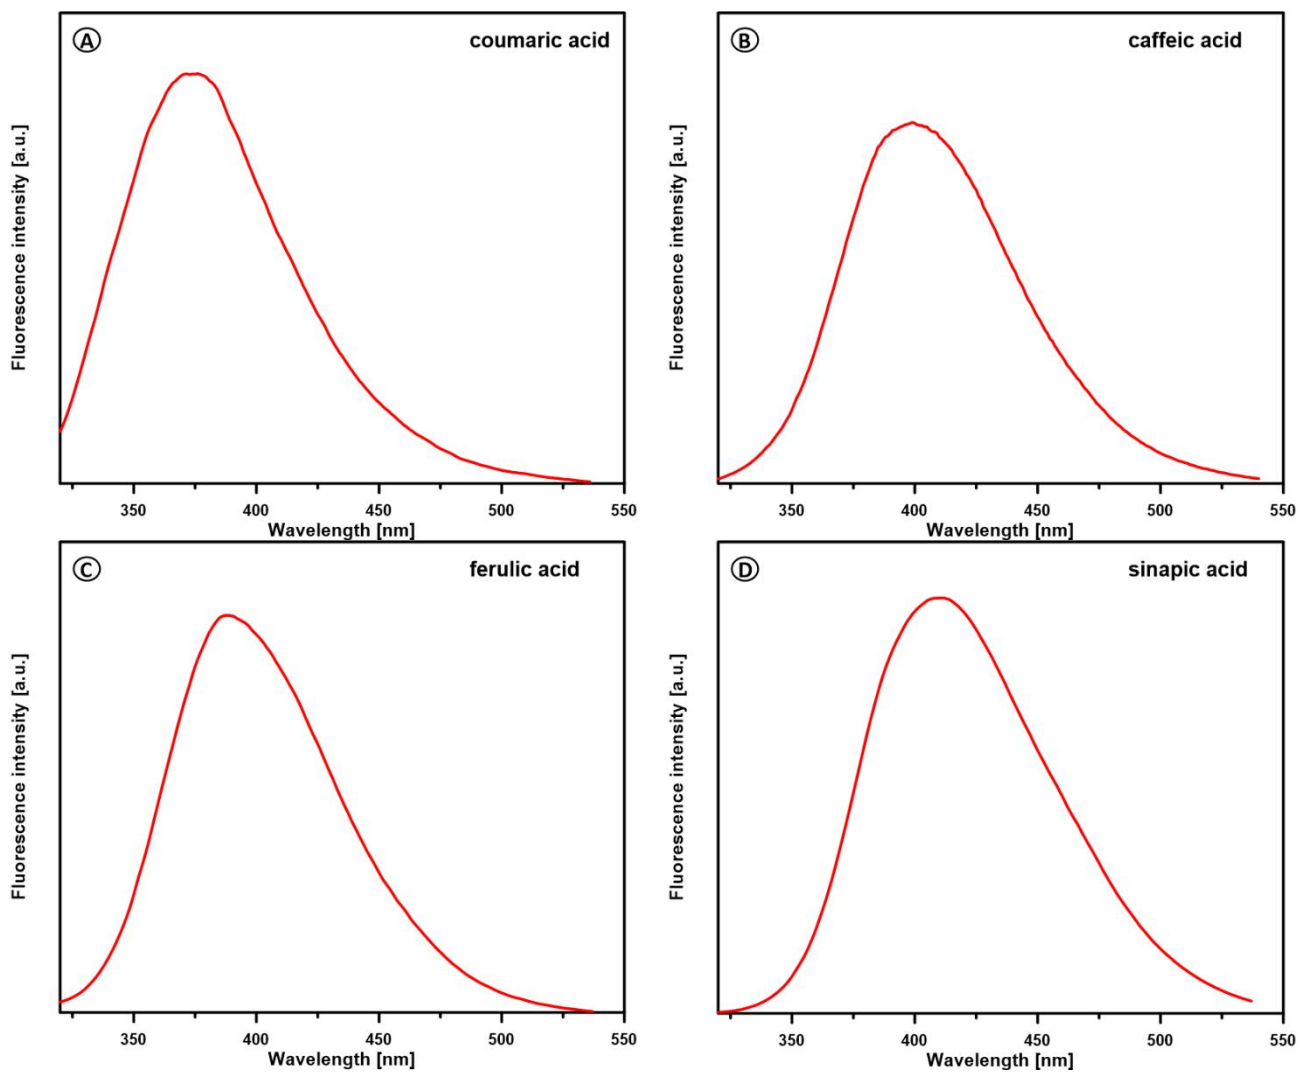 A coumaric acid
Fluorescence intensity [a.u.]
350 400 450 500 550
Wavelength [nm]
B caffeic acid
Fluorescence intensity [a.u.]
350 400 450 500 550
Wavelength [nm]
C ferulic acid
Fluorescence intensity [a.u.]
350 400 450 500 550
Wavelength [nm]
D sinapic acid
Fluorescence intensity [a.u.]
350 400 450 500 550
Wavelength [nm]